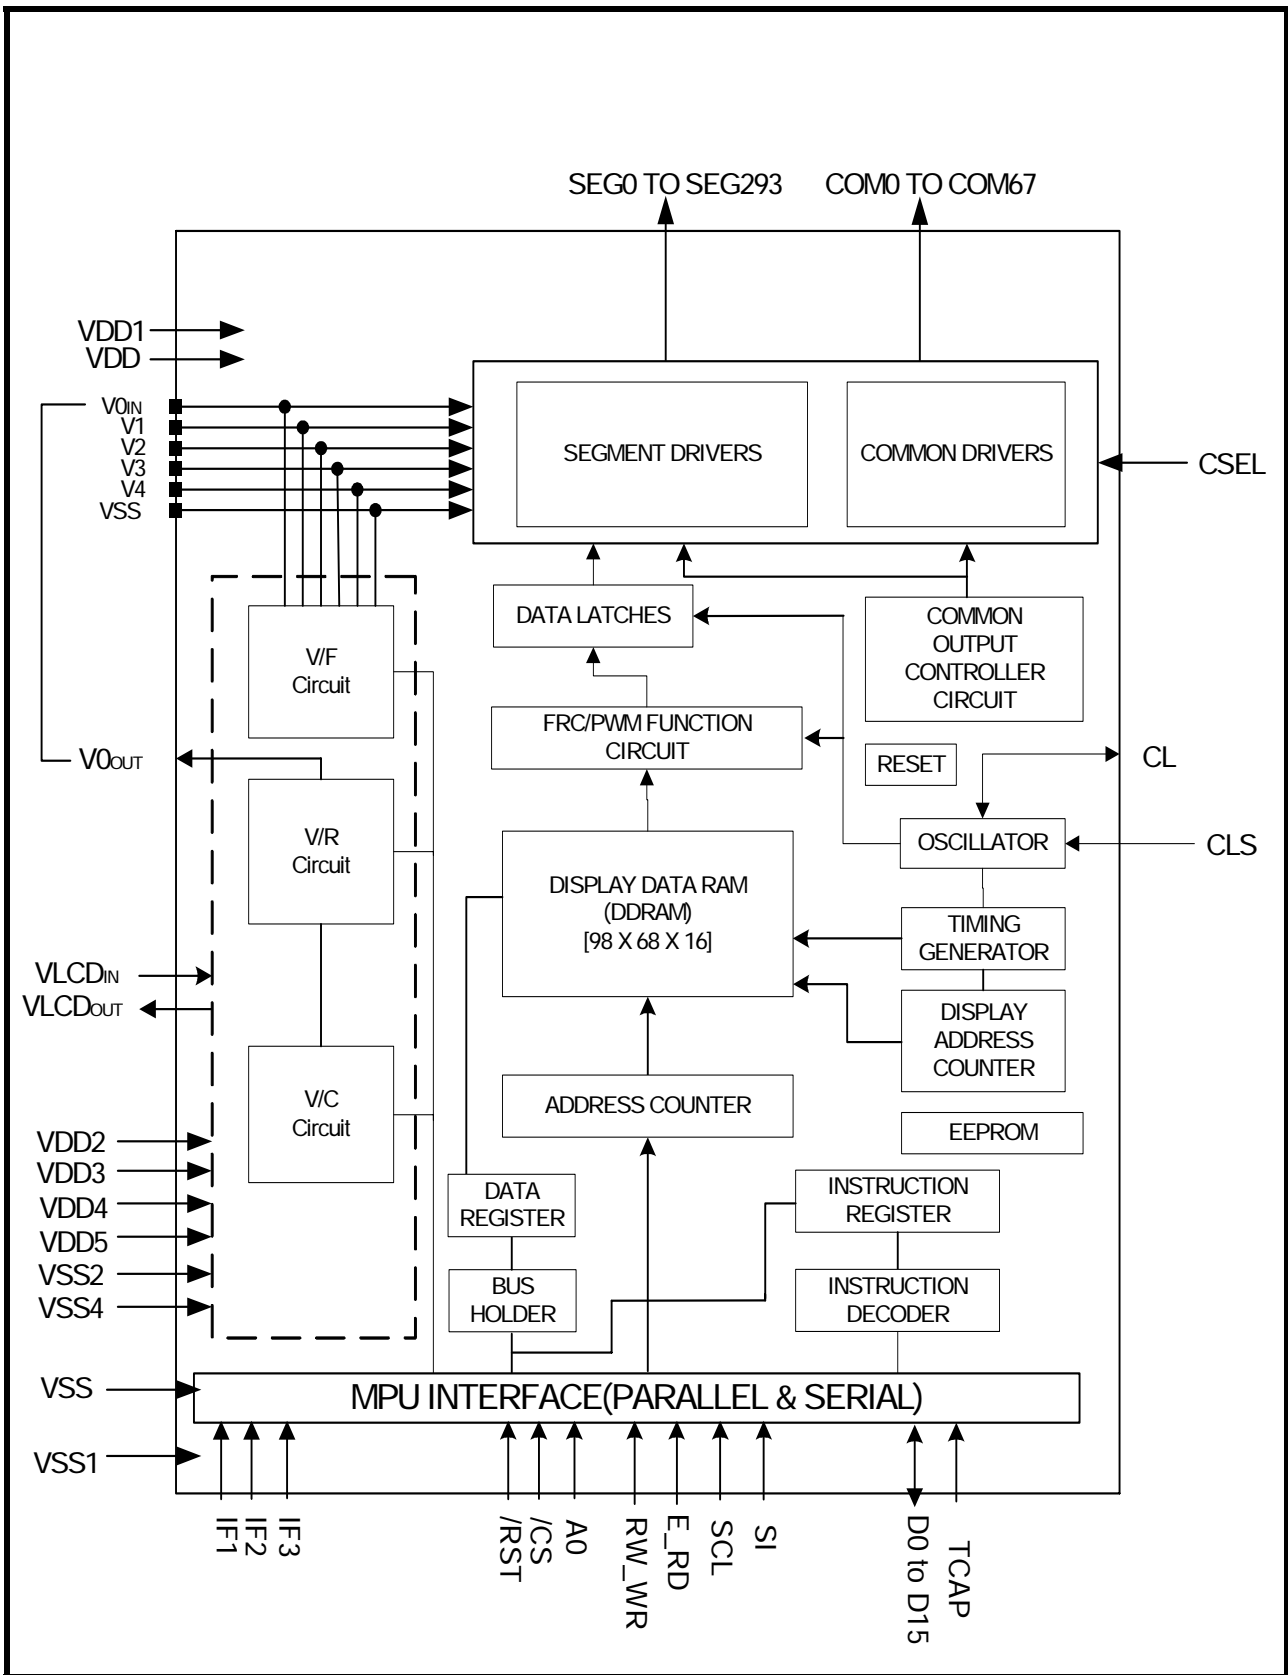 SEG0 TO SEG293
COM0 TO COM67
VDD1
VDD
V0IN
V1
V2
V3
V4
VSS
SEGMENT DRIVERS
COMMON DRIVERS
CSEL
DATA LATCHES
COMMON
OUTPUT
CONTROLLER
CIRCUIT
V/F
Circuit
FRC/PWM FUNCTION
CIRCUIT
V0OUT
RESET
CL
V/R
Circuit
OSCILLATOR
CLS
DISPLAY DATA RAM
(DDRAM)
[98 X 68 X 16]
TIMING
GENERATOR
VLCDIN
VLCDOUT
DISPLAY
ADDRESS
COUNTER
V/C
Circuit
ADDRESS COUNTER
EEPROM
VDD2
VDD3
VDD4
VDD5
VSS2
VSS4
DATA
REGISTER
INSTRUCTION
REGISTER
BUS
HOLDER
INSTRUCTION
DECODER
VSS
MPU INTERFACE(PARALLEL & SERIAL)
VSS1
IF1
IF2
IF3
/RST
/CS
A0
RW_WR
E_RD
SCL
SI
D0 to D15
TCAP